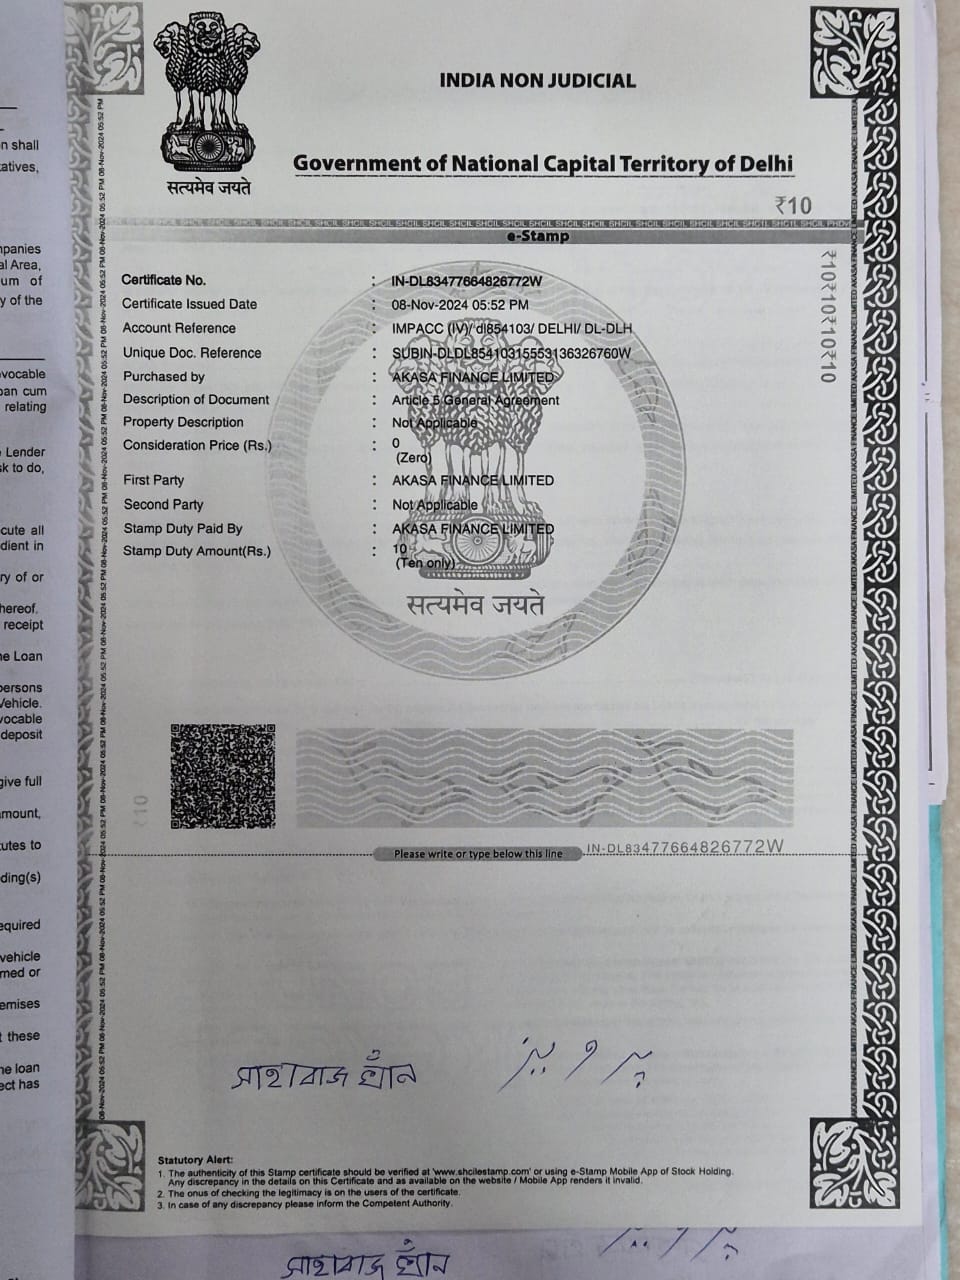 INDIA NON JUDICIAL
Government of National Capital Territory of Delhi
सत्यमेव जयते
₹10
e-Stamp
Certificate No. : IN-DL83477664826772W
Certificate Issued Date : 08-Nov-2024 05:52 PM
Account Reference : IMPACC (IV)/ dl854103/ DELHI/ DL-DLH
Unique Doc. Reference : SUBIN-DLDL85410315553136326760W
Purchased by : AKASA FINANCE LIMITED
Description of Document : Article 5 General Agreement
Property Description : Not Applicable
Consideration Price (Rs.) : 0
(Zero)
First Party : AKASA FINANCE LIMITED
Second Party : Not Applicable
Stamp Duty Paid By : AKASA FINANCE LIMITED
Stamp Duty Amount(Rs.) : 10
(Ten only)
सत्यमेव जयते
₹10₹10₹10₹10
₹10
Please write or type below this line
IN-DL83477664826772W
সাহাবাজ খাঁন
Statutory Alert:
1. The authenticity of this Stamp certificate should be verified at 'www.shcilestamp.com' or using e-Stamp Mobile App of Stock Holding.
Any discrepancy in the details on this Certificate and as available on the website / Mobile App renders it invalid.
2. The onus of checking the legitimacy is on the users of the certificate.
3. In case of any discrepancy please inform the Competent Authority.
সাহাবাজ খাঁন
n shall
atives,
mpanies
al Area,
um of
y of the
vocable
oan cum
relating
Lender
sk to do,
cute all
dient in
ry of or
hereof.
receipt
he Loan
persons
Vehicle.
vocable
deposit
give full
amount,
utes to
ding(s)
equired
vehicle
med or
emises
t these
he loan
ect has